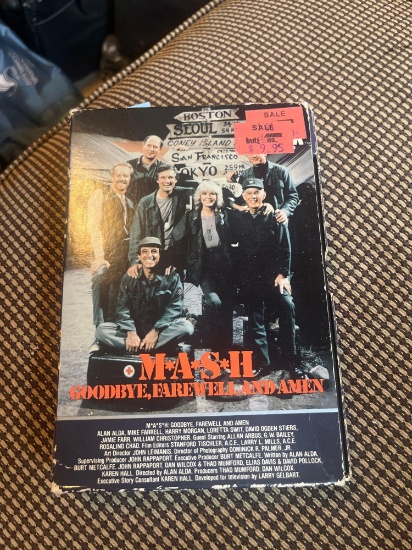 BOSTON
SEOUL
CONEY ISLAND
SAN FRANCISCO
TOKYO
SALE
SALE
$9.95
M*A*S*H
GOODBYE, FAREWELL AND AMEN
M*A*S*H: GOODBYE, FAREWELL AND AMEN
ALAN ALDA, MIKE FARRELL, HARRY MORGAN, LORETTA SWIT, DAVID OGDEN STIERS,
JAMIE FARR, WILLIAM CHRISTOPHER. Guest Starring ALLAN ARBUS, G.W. BAILEY,
ROSALIND CHAO. Film Editors STANFORD TISCHLER, A.C.E., LARRY L. MILLS, A.C.E.
Art Director JOHN LEIMANIS. Director of Photography DOMINICK R. PALMER, JR.
Supervising Producer JOHN RAPPAPORT. Executive Producer BURT METCALFE. Written by ALAN ALDA,
BURT METCALFE, JOHN RAPPAPORT, DAN WILCOX & THAD MUMFORD, ELIAS DAVIS & DAVID POLLOCK,
KAREN HALL. Directed by ALAN ALDA. Producers THAD MUMFORD, DAN WILCOX.
Executive Story Consultant KAREN HALL. Developed for television by LARRY GELBART.